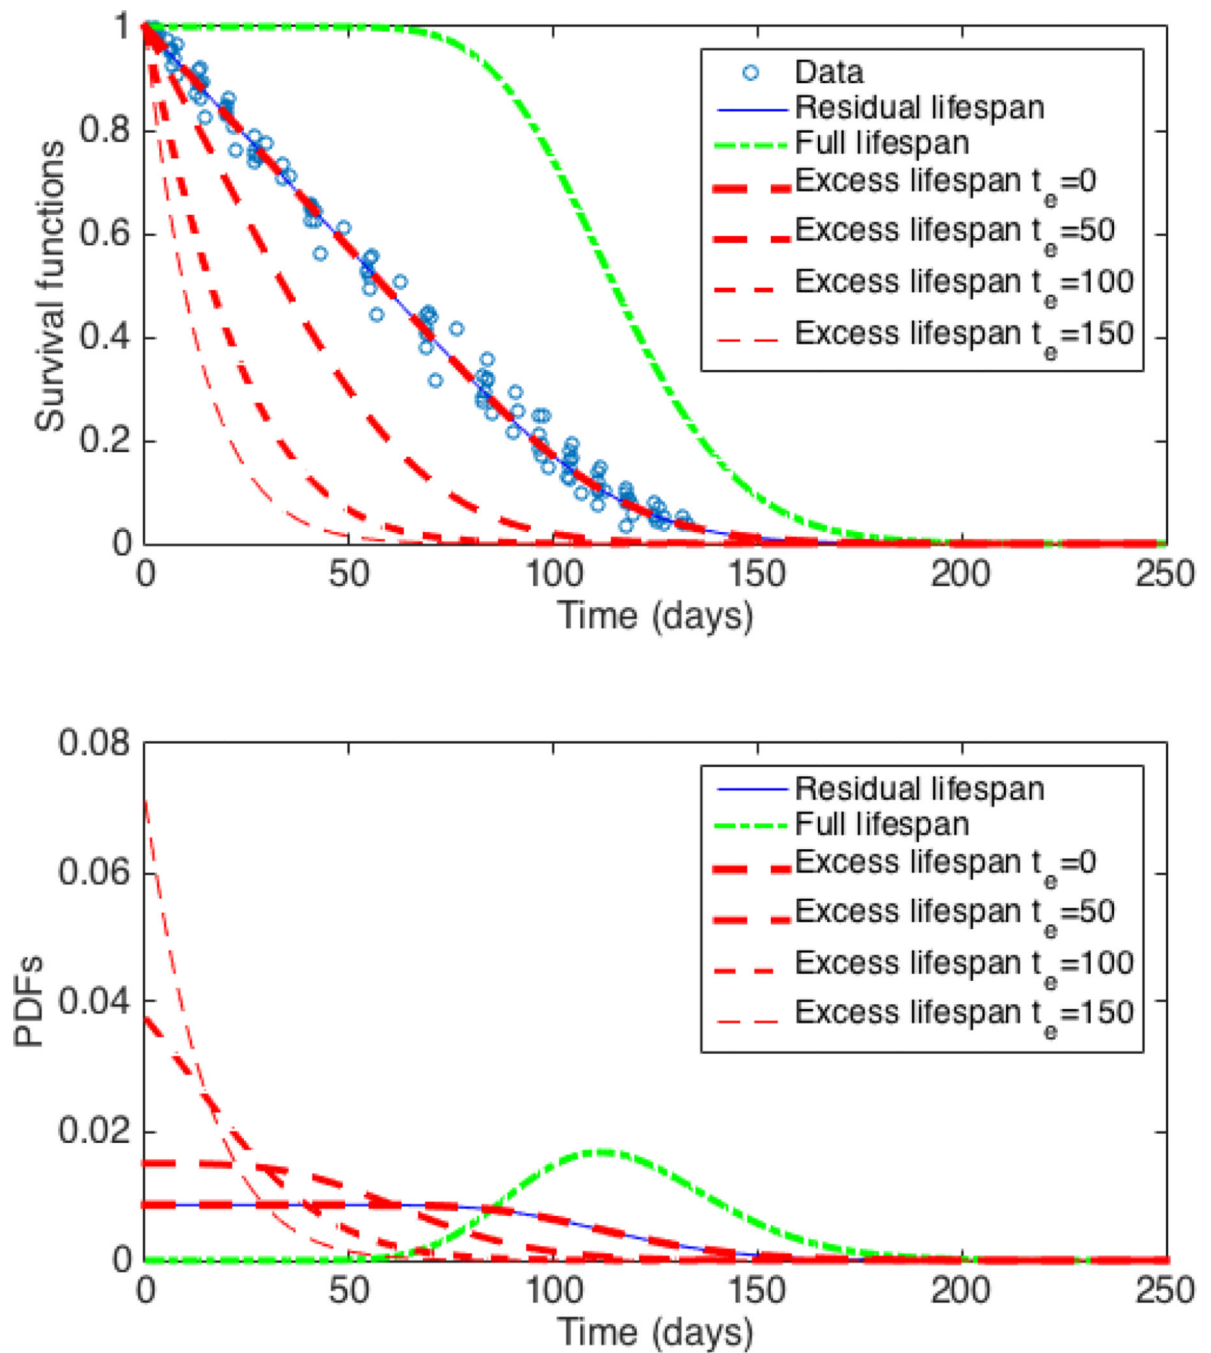 1
0.8
0.6
0.4
0.2
0
Survival functions
0 50 100 150 200 250
Time (days)
Data
Residual lifespan
Full lifespan
Excess lifespan t_e=0
Excess lifespan t_e=50
Excess lifespan t_e=100
Excess lifespan t_e=150
0.08
0.06
0.04
0.02
0
PDFs
0 50 100 150 200 250
Time (days)
Residual lifespan
Full lifespan
Excess lifespan t_e=0
Excess lifespan t_e=50
Excess lifespan t_e=100
Excess lifespan t_e=150